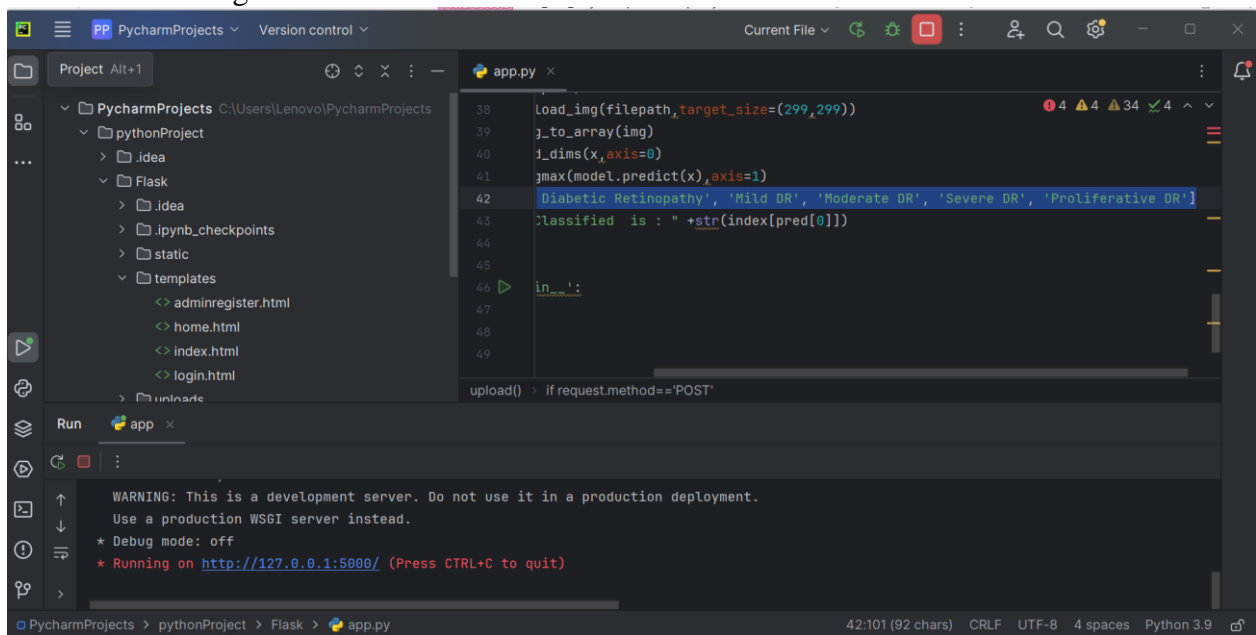 PP PycharmProjects Version control Current File
Project Alt+1
app.py
PycharmProjects C:\Users\Lenovo\PycharmProjects
pythonProject
.idea
Flask
.idea
.ipynb_checkpoints
static
templates
adminregister.html
home.html
index.html
login.html
uploads
4 4 34 4
38 load_img(filepath,target_size=(299,299))
39 g_to_array(img)
40 d_dims(x,axis=0)
41 gmax(model.predict(x),axis=1)
42 Diabetic Retinopathy', 'Mild DR', 'Moderate DR', 'Severe DR', 'Proliferative DR']
43 Classified is : " +str(index[pred[0]])
44
45
46 in__':
47
48
49
upload() › if request.method=='POST'
Run app
WARNING: This is a development server. Do not use it in a production deployment.
Use a production WSGI server instead.
* Debug mode: off
* Running on http://127.0.0.1:5000/ (Press CTRL+C to quit)
PycharmProjects > pythonProject > Flask > app.py 42:101 (92 chars) CRLF UTF-8 4 spaces Python 3.9